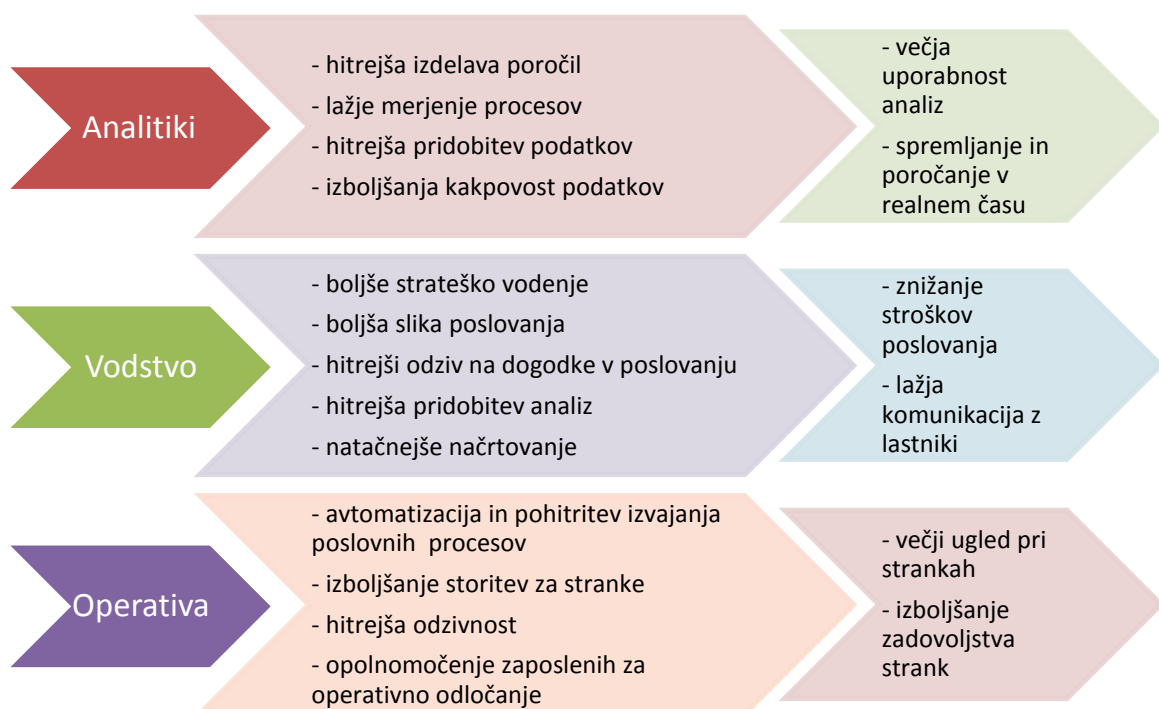 Analitiki
- hitrejša izdelava poročil
- lažje merjenje procesov
- hitrejša pridobitev podatkov
- izboljšanja kakpovost podatkov
- večja
uporabnost
analiz
- spremljanje in
poročanje v
realnem času
Vodstvo
- boljše strateško vodenje
- boljša slika poslovanja
- hitrejši odziv na dogodke v poslovanju
- hitrejša pridobitev analiz
- natačnejše načrtovanje
- znižanje
stroškov
poslovanja
- lažja
komunikacija z
lastniki
Operativa
- avtomatizacija in pohitritev izvajanja
poslovnih  procesov
- izboljšanje storitev za stranke
- hitrejša odzivnost
- opolnomočenje zaposlenih za
operativno odločanje
- večji ugled pri
strankah
- izboljšanje
zadovoljstva
strank